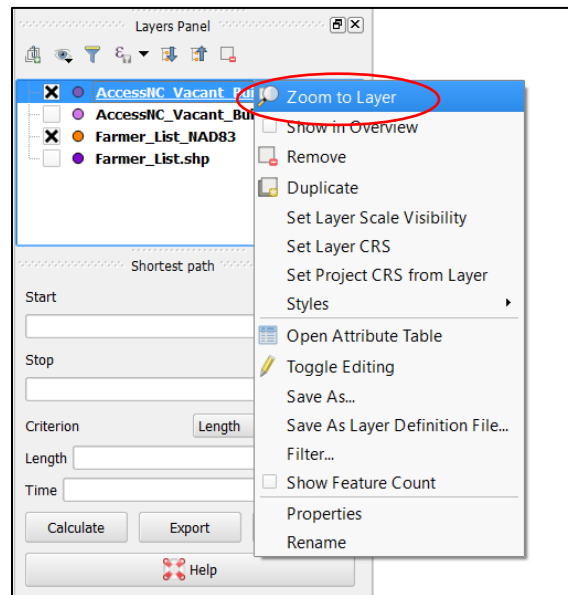 Layers Panel
AccessNC_Vacant_Bu
AccessNC_Vacant_Bu
Farmer_List_NAD83
Farmer_List.shp
Zoom to Layer
Show in Overview
Remove
Duplicate
Set Layer Scale Visibility
Set Layer CRS
Set Project CRS from Layer
Styles
Open Attribute Table
Toggle Editing
Save As...
Save As Layer Definition File...
Filter...
Show Feature Count
Properties
Rename
Shortest path
Start
Stop
Criterion
Length
Length
Time
Calculate
Export
Help